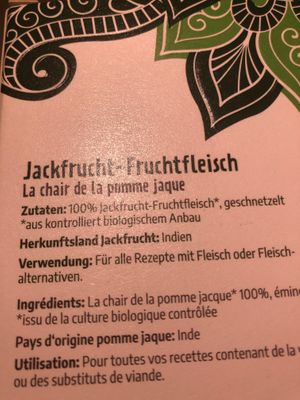 Jackfrucht-Fruchtfleisch
La chair de la pomme jaque
Zutaten: 100% Jackfrucht-Fruchtfleisch*, geschnetzelt
*aus kontrolliert biologischem Anbau
Herkunftsland Jackfrucht: Indien
Verwendung: Für alle Rezepte mit Fleisch oder Fleisch-
alternativen.
Ingrédients: La chair de la pomme jacque* 100%, éminc
*issu de la culture biologique contrôlée
Pays d'origine pomme jaque: Inde
Utilisation: Pour toutes vos recettes contenant de la v
ou des substituts de viande.